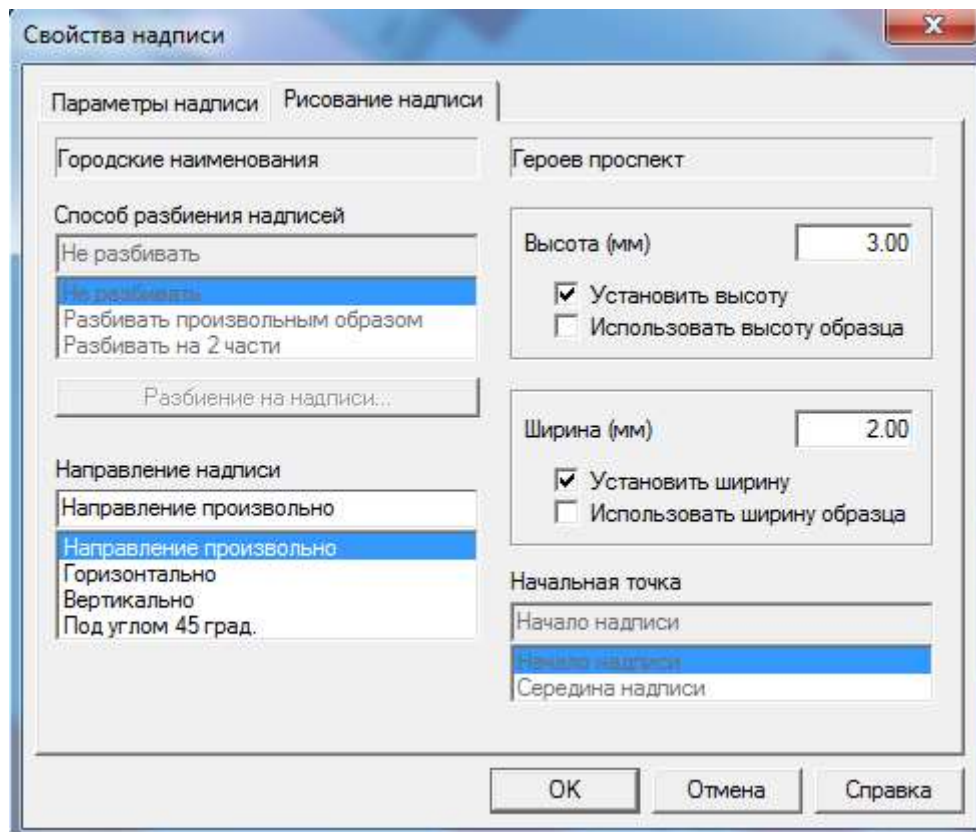 Свойства надписи
Параметры надписи
Рисование надписи
Городские наименования
Героев проспект
Способ разбиения надписей
Не разбивать
Не разбивать
Разбивать произвольным образом
Разбивать на 2 части
Разбиение на надписи...
Направление надписи
Направление произвольно
Направление произвольно
Горизонтально
Вертикально
Под углом 45 град.
Высота (мм)
3.00
Установить высоту
Использовать высоту образца
Ширина (мм)
2.00
Установить ширину
Использовать ширину образца
Начальная точка
Начало надписи
Начало надписи
Середина надписи
OK
Отмена
Справка